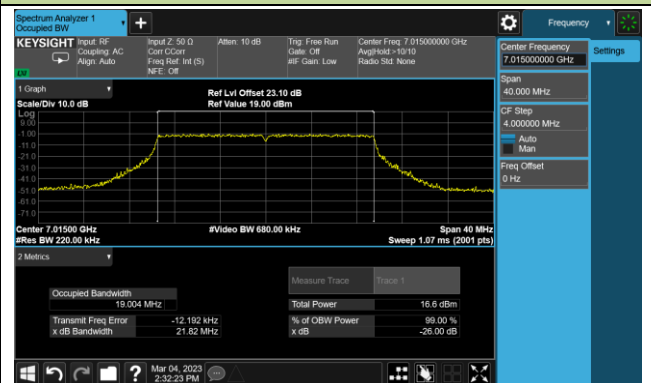 Spectrum Analyzer 1
Occupied BW
+
Frequency
KEYSIGHT
Input: RF
Coupling: AC
Align: Auto
Input Z: 50 Ω
Corr CCorr
Freq Ref: Int (S)
NFE: Off
Atten: 10 dB
Trig: Free Run
Gate: Off
#IF Gain: Low
Center Freq: 7.015000000 GHz
Avg|Hold:>10/10
Radio Std: None
LXI
Center Frequency
7.015000000 GHz
Settings
Span
40.000 MHz
CF Step
4.000000 MHz
Auto
Man
Freq Offset
0 Hz
1 Graph
Scale/Div 10.0 dB
Ref Lvl Offset 23.10 dB
Ref Value 19.00 dBm
Log
9.00
-1.00
-11.0
-21.0
-31.0
-41.0
-51.0
-61.0
-71.0
Center 7.01500 GHz
#Video BW 680.00 kHz
Span 40 MHz
#Res BW 220.00 kHz
Sweep 1.07 ms (2001 pts)
2 Metrics
Measure Trace
Trace 1
Occupied Bandwidth
19.004 MHz
Total Power
16.6 dBm
Transmit Freq Error
-12.192 kHz
% of OBW Power
99.00 %
x dB Bandwidth
21.82 MHz
x dB
-26.00 dB
?
Mar 04, 2023
2:32:23 PM